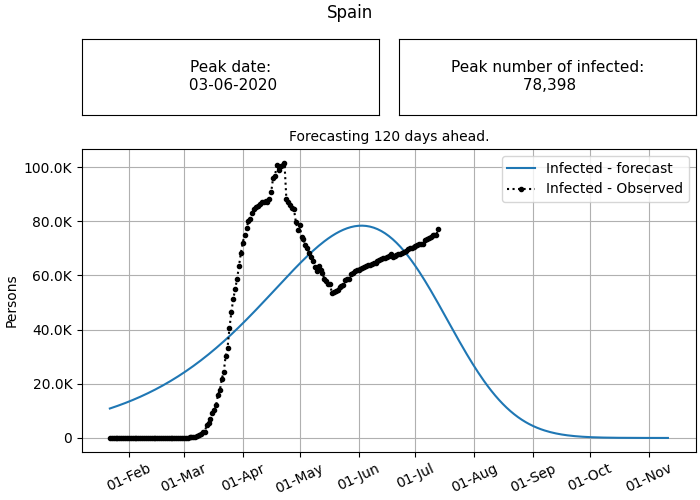 Spain
Peak date:
03-06-2020
Peak number of infected:
78,398
Forecasting 120 days ahead.
Infected - forecast
Infected - Observed
100.0K
80.0K
60.0K
40.0K
20.0K
0
Persons
01-Feb
01-Mar
01-Apr
01-May
01-Jun
01-Jul
01-Aug
01-Sep
01-Oct
01-Nov